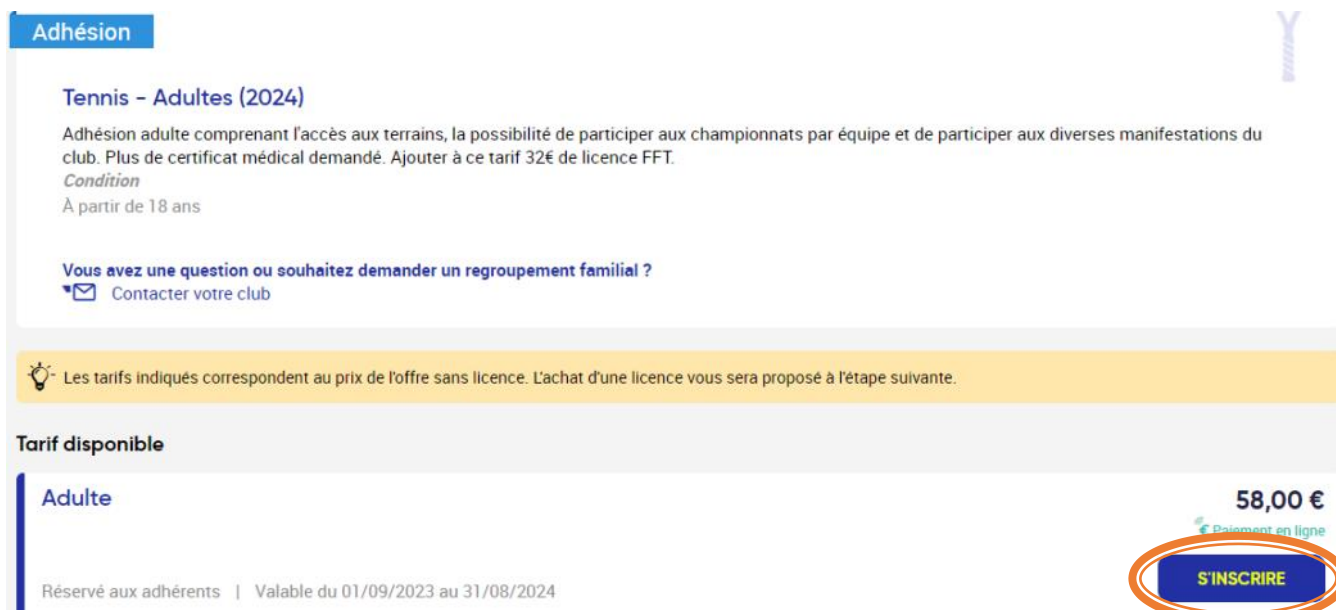 Adhésion
Tennis - Adultes (2024)
Adhésion adulte comprenant l'accès aux terrains, la possibilité de participer aux championnats par équipe et de participer aux diverses manifestations du
club. Plus de certificat médical demandé. Ajouter à ce tarif 32€ de licence FFT.
Condition
À partir de 18 ans
Vous avez une question ou souhaitez demander un regroupement familial ?
Contacter votre club
Les tarifs indiqués correspondent au prix de l'offre sans licence. L'achat d'une licence vous sera proposé à l'étape suivante.
Tarif disponible
Adulte
58,00 €
€ Paiement en ligne
S'INSCRIRE
Réservé aux adhérents | Valable du 01/09/2023 au 31/08/2024